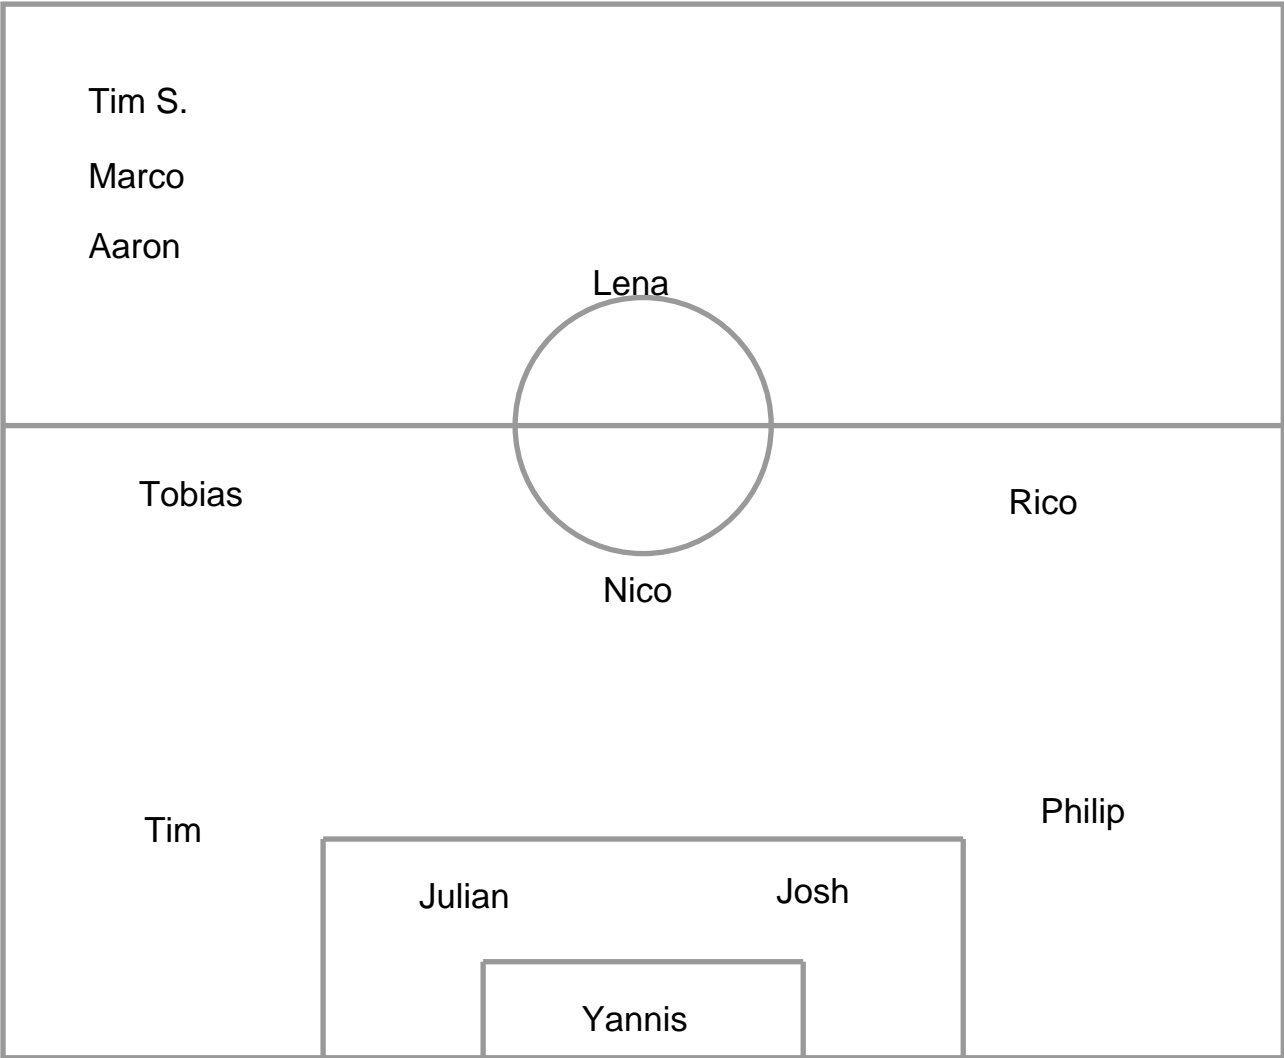 Tim S.
Marco
Aaron
Lena
Tobias
Rico
Nico
Philip
Tim
Josh
Julian
Yannis